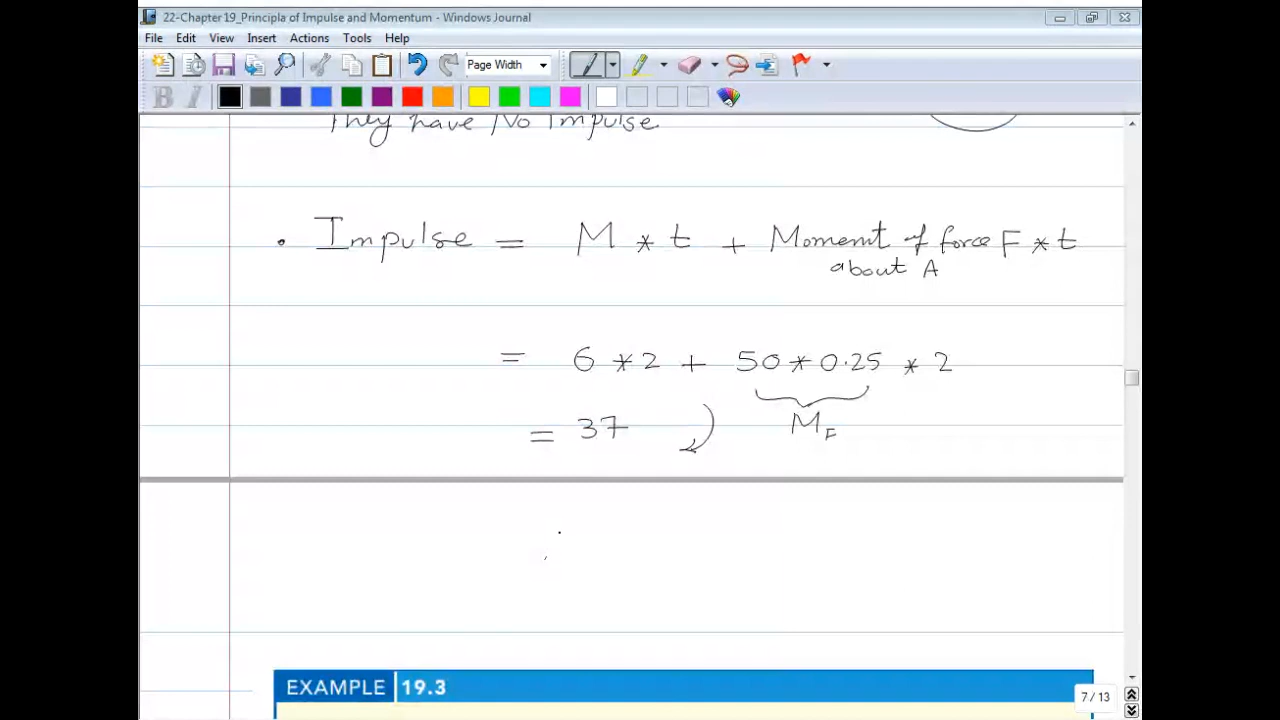 22-Chapter 19_Principla of Impulse and Momentum - Windows Journal
File Edit View Insert Actions Tools Help
Page Width
B I
They have No Impulse.
• Impulse = M * t + Moment of force F * t
about A
= 6 * 2 + 50 * 0.25 * 2
= 37 M_F
EXAMPLE 19.3
7 / 13